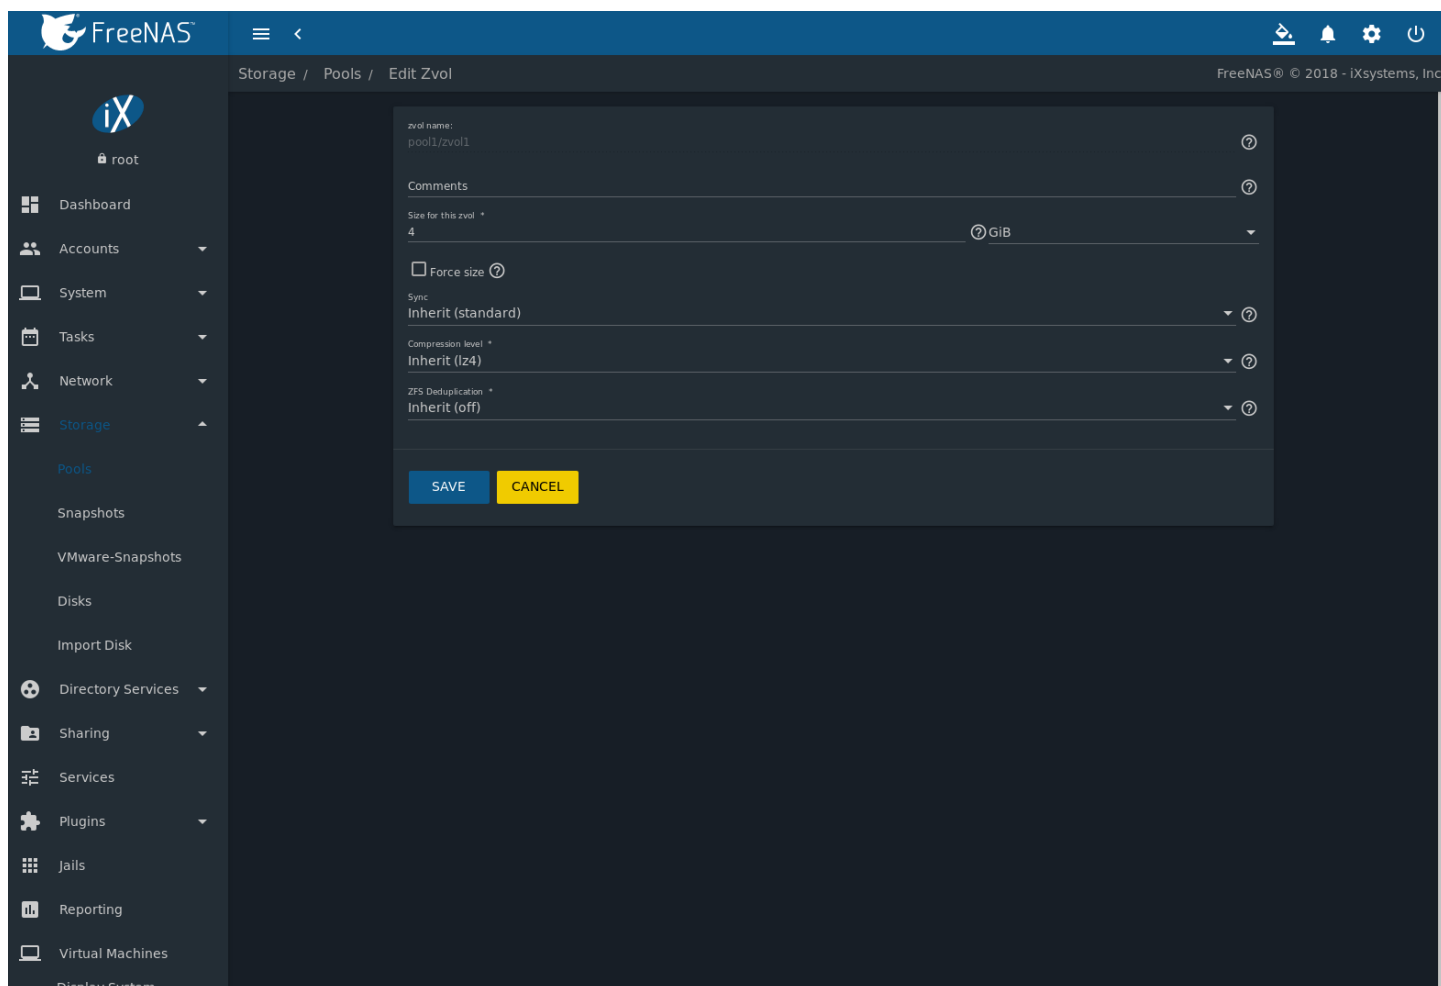 FreeNAS™
Storage / Pools / Edit Zvol
FreeNAS® © 2018 - iXsystems, Inc
iX
root
Dashboard
Accounts
System
Tasks
Network
Storage
Pools
Snapshots
VMware-Snapshots
Disks
Import Disk
Directory Services
Sharing
Services
Plugins
Jails
Reporting
Virtual Machines
Display System
zvol name:
pool1/zvol1
Comments
Size for this zvol *
4 GiB
Force size
Sync
Inherit (standard)
Compression level *
Inherit (lz4)
ZFS Deduplication *
Inherit (off)
SAVE CANCEL